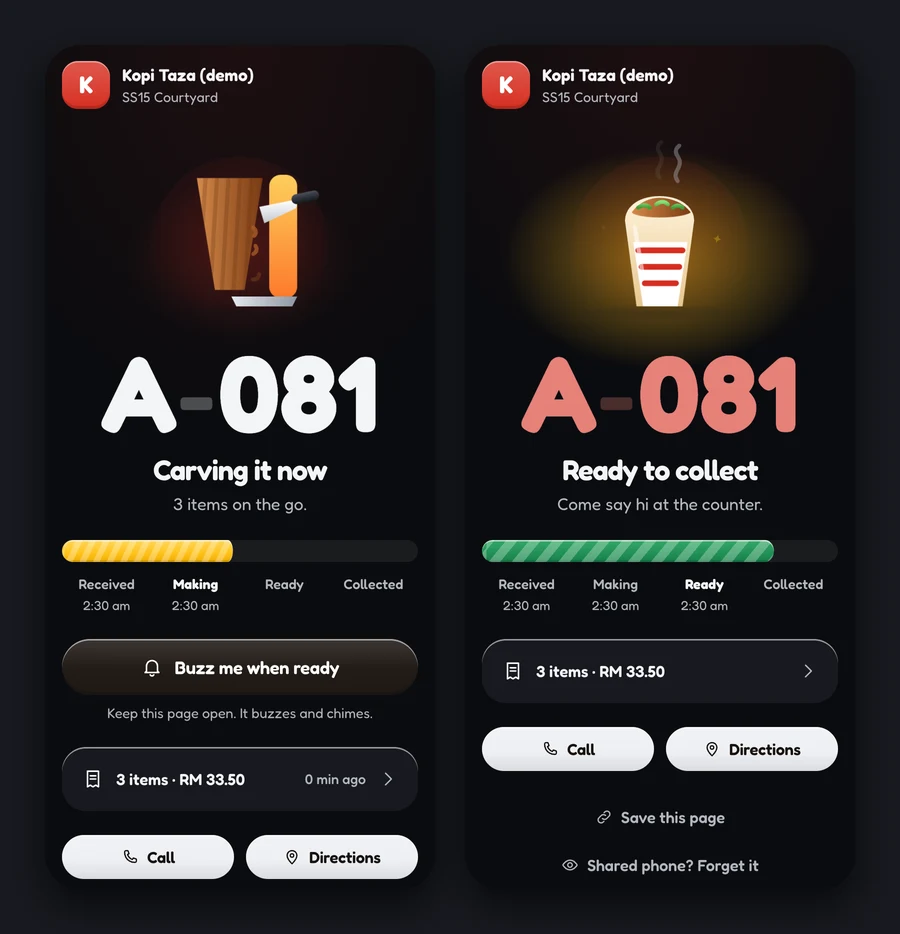 K
Kopi Taza (demo)
SS15 Courtyard
A-081
Carving it now
3 items on the go.
Received Making Ready Collected
2:30 am 2:30 am
Buzz me when ready
Keep this page open. It buzzes and chimes.
3 items · RM 33.50 0 min ago
Call Directions
K
Kopi Taza (demo)
SS15 Courtyard
A-081
Ready to collect
Come say hi at the counter.
Received Making Ready Collected
2:30 am 2:30 am 2:30 am
3 items · RM 33.50
Call Directions
Save this page
Shared phone? Forget it